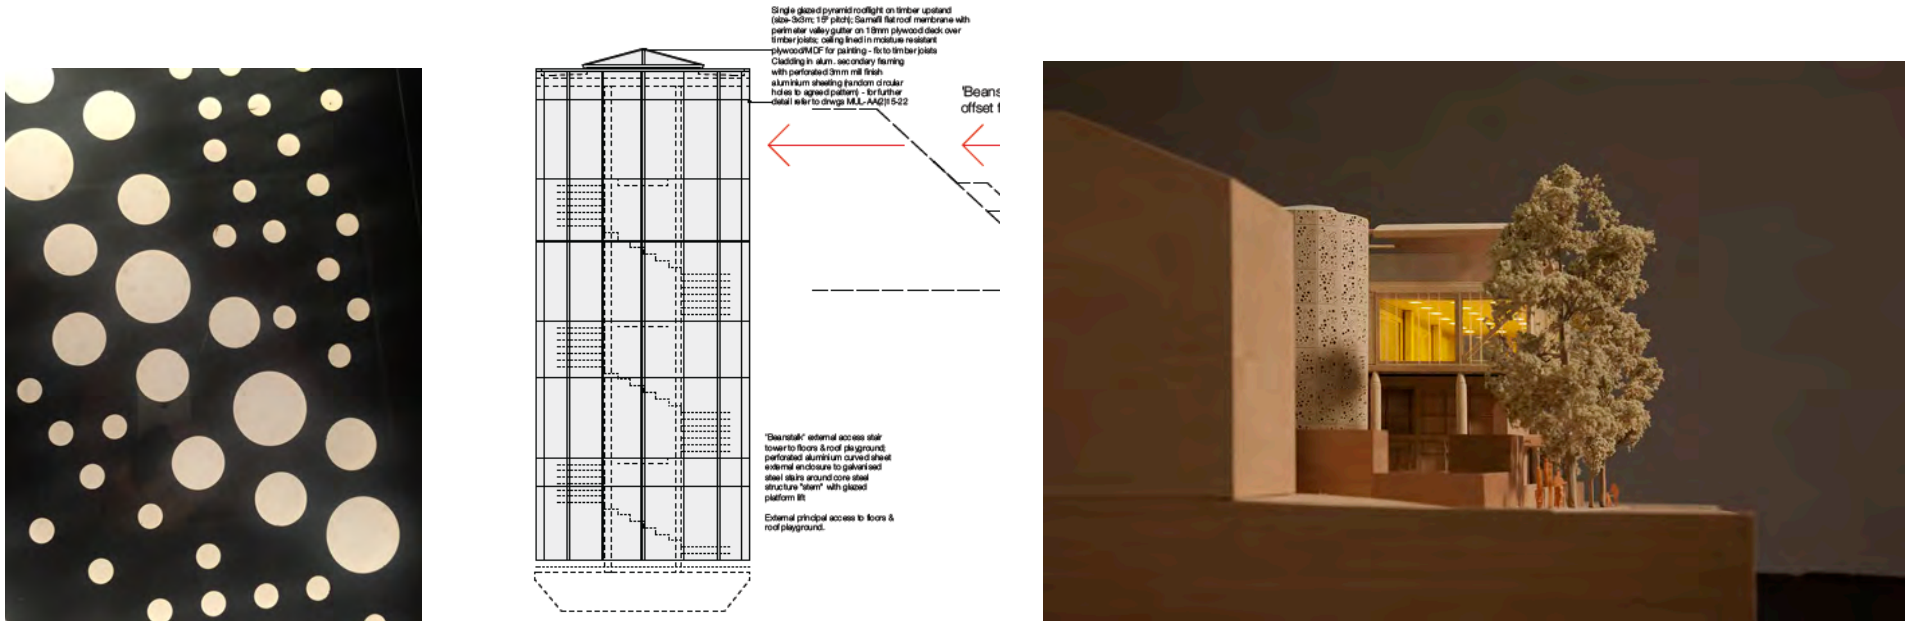 Single glazed pyramid rooflight on timber upstand
(size-3x3m; 15º pitch); Sarnafil flat roof membrane with
perimeter valley gutter on 18mm plywood deck over
timber joists; ceiling lined in moisture resistant
plywood/MDF for painting - fix to timber joists
Cladding in alum. secondary framing
with perforated 3mm mill finish
aluminium sheeting (random circular
holes to agreed pattern) - for further
detail refer to drwgs MUL-AA(2)15-22
'Beans
offset f
"Beanstalk" external access stair
tower to floors & roof playground;
perforated aluminium curved sheet
external enclosure to galvanised
steel stairs around core steel
structure "stem" with glazed
platform lift
External principal access to floors &
roof playground.